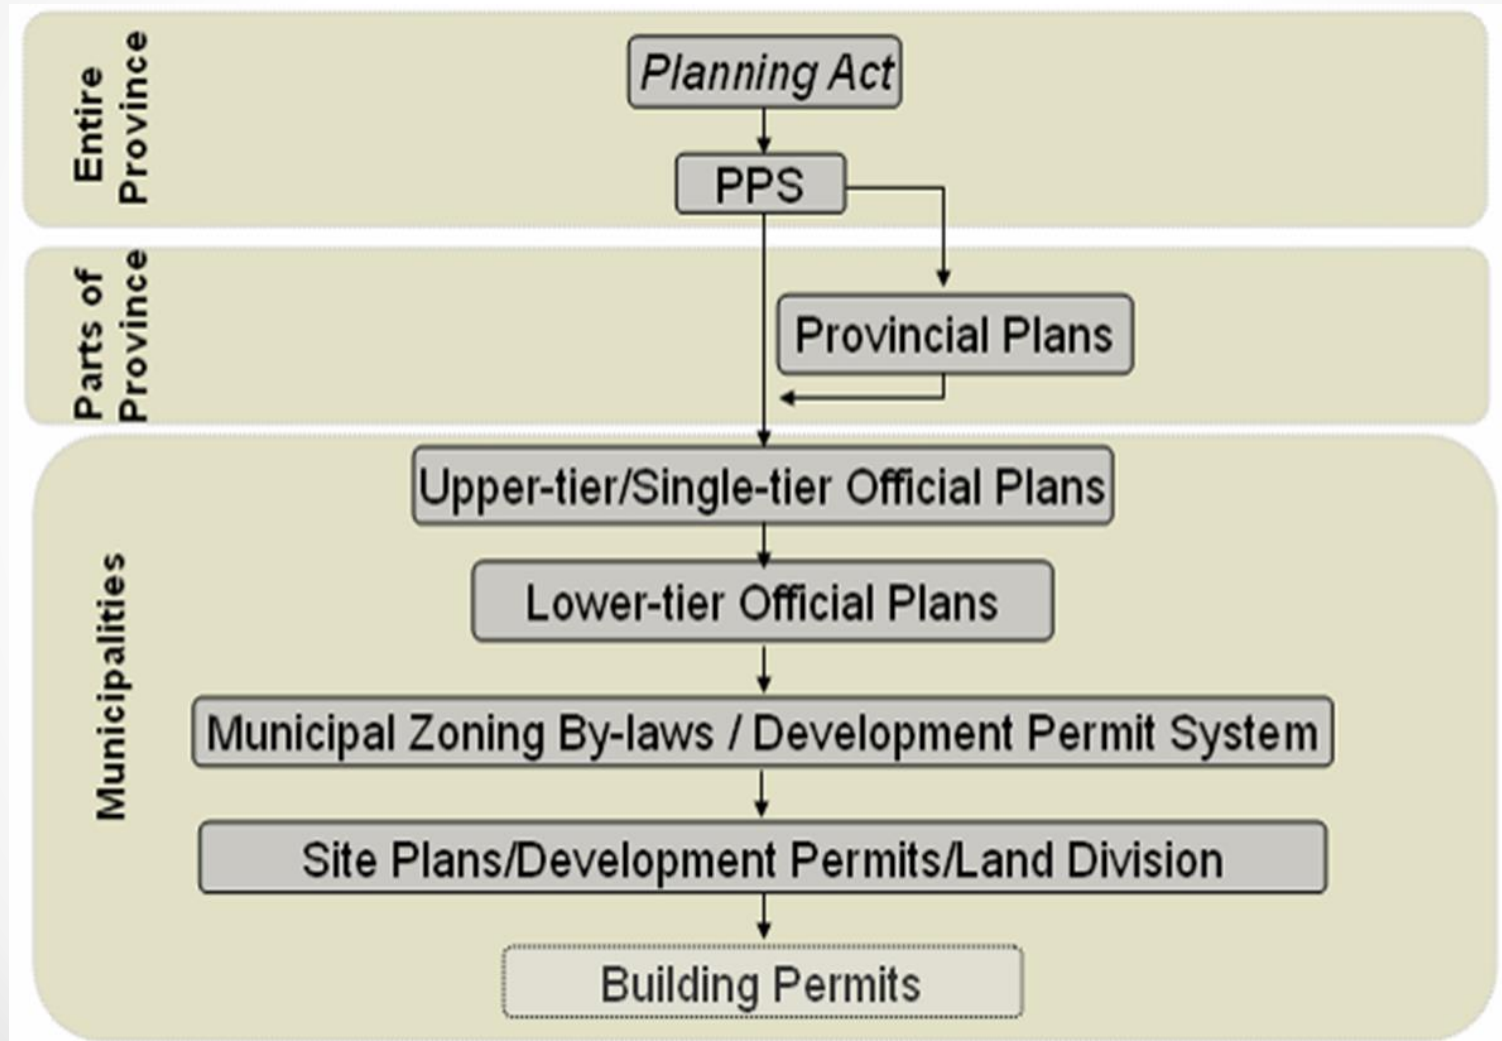 Entire
Province
Planning Act
PPS
Parts of
Province
Provincial Plans
Municipalities
Upper-tier/Single-tier Official Plans
Lower-tier Official Plans
Municipal Zoning By-laws / Development Permit System
Site Plans/Development Permits/Land Division
Building Permits